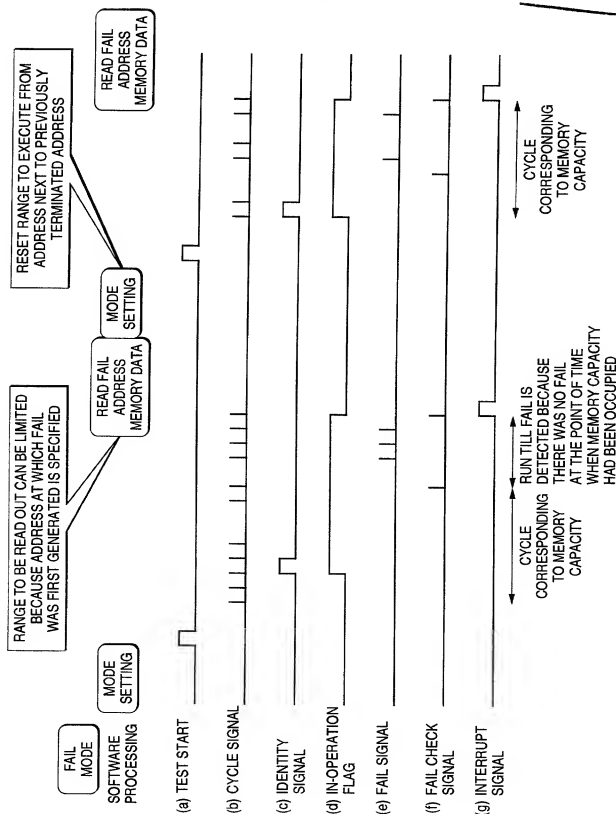 FAIL
MODE
SOFTWARE
PROCESSING
MODE
SETTING
RANGE TO BE READ OUT CAN BE LIMITED
BECAUSE ADDRESS AT WHICH FAIL
WAS FIRST GENERATED IS SPECIFIED
READ FAIL
ADDRESS
MEMORY DATA
MODE
SETTING
RESET RANGE TO EXECUTE FROM
ADDRESS NEXT TO PREVIOUSLY
TERMINATED ADDRESS
READ FAIL
ADDRESS
MEMORY DATA
(a) TEST START
(b) CYCLE SIGNAL
(c) IDENTITY
SIGNAL
(d) IN-OPERATION
FLAG
(e) FAIL SIGNAL
(f) FAIL CHECK
SIGNAL
(g) INTERRUPT
SIGNAL
CYCLE
CORRESPONDING
TO MEMORY
CAPACITY
RUN TILL FAIL IS
DETECTED BECAUSE
THERE WAS NO FAIL
AT THE POINT OF TIME
WHEN MEMORY CAPACITY
HAD BEEN OCCUPIED
CYCLE
CORRESPONDING
TO MEMORY
CAPACITY